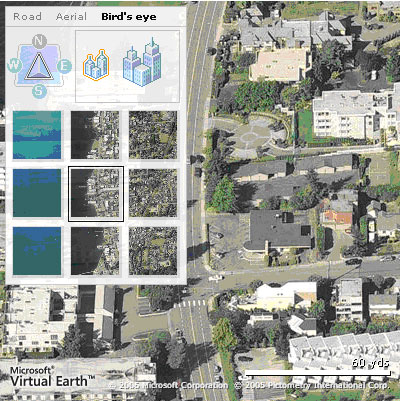 Road Aerial Bird's eye
N
W E
S
60 yds
Microsoft®
Virtual Earth™
© 2005 Microsoft Corporation © 2005 Pictometry International Corp.